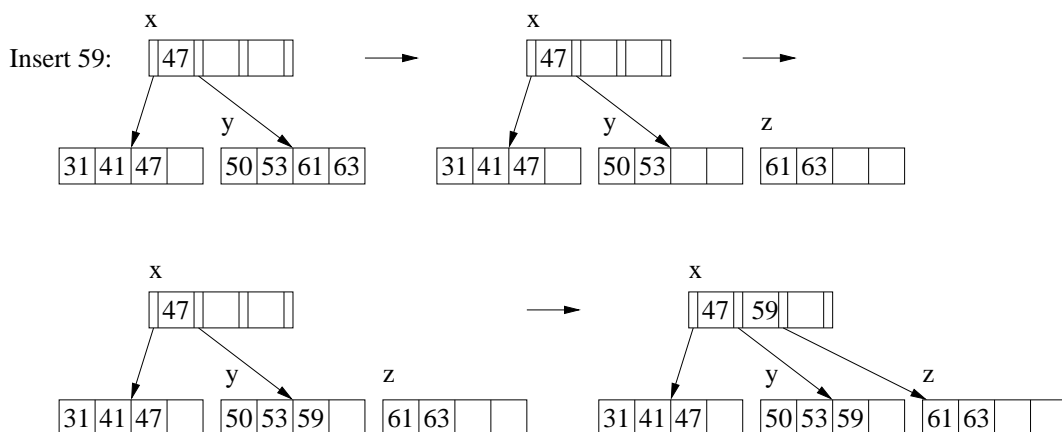 x x
Insert 59: 47 47
y y z
31 41 47 50 53 61 63 31 41 47 50 53 61 63
x x
47 47 59
y z y z
31 41 47 50 53 59 61 63 31 41 47 50 53 59 61 63